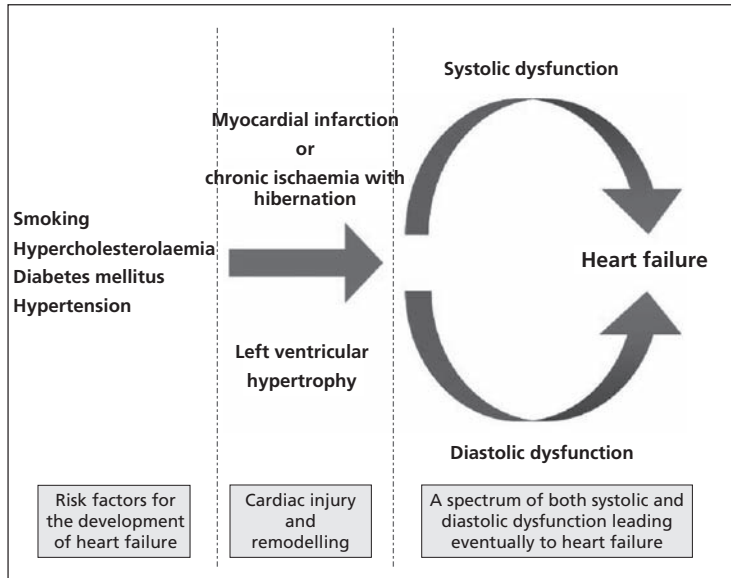 Smoking
Hypercholesterolaemia
Diabetes mellitus
Hypertension
Risk factors for
the development
of heart failure
Myocardial infarction
or
chronic ischaemia with
hibernation
Left ventricular
hypertrophy
Cardiac injury
and
remodelling
Systolic dysfunction
Heart failure
Diastolic dysfunction
A spectrum of both systolic and
diastolic dysfunction leading
eventually to heart failure